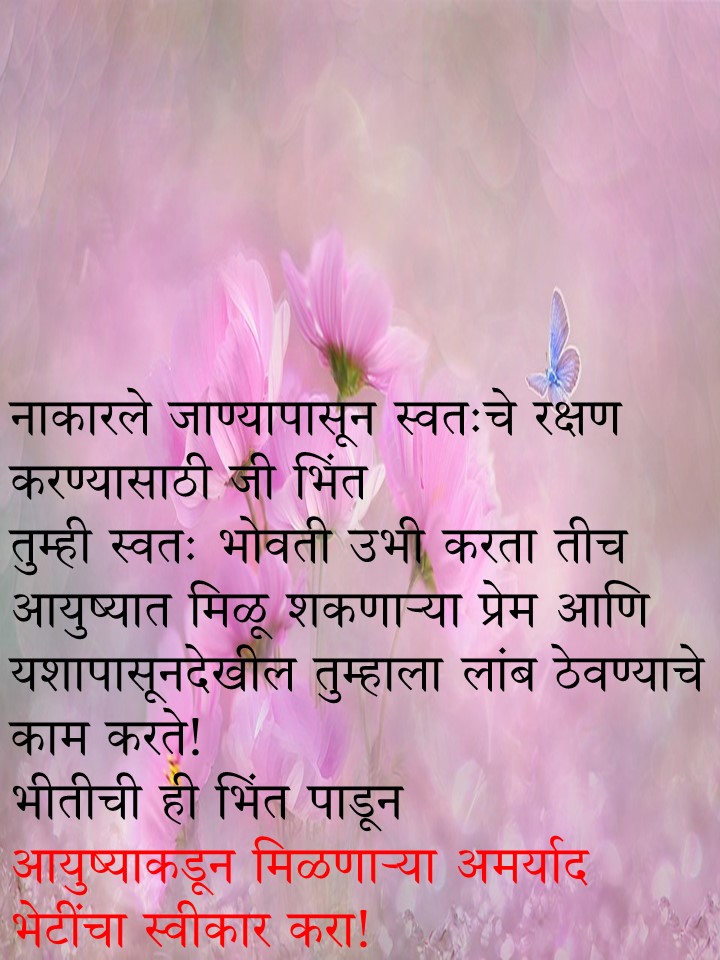 नाकारले जाण्यापासून स्वतःचे रक्षण
करण्यासाठी जी भिंत
तुम्ही स्वतः भोवती उभी करता तीच
आयुष्यात मिळू शकणाऱ्या प्रेम आणि
यशापासूनदेखील तुम्हाला लांब ठेवण्याचे
काम करते!
भीतीची ही भिंत पाडून
आयुष्याकडून मिळणाऱ्या अमर्याद
भेटींचा स्वीकार करा!